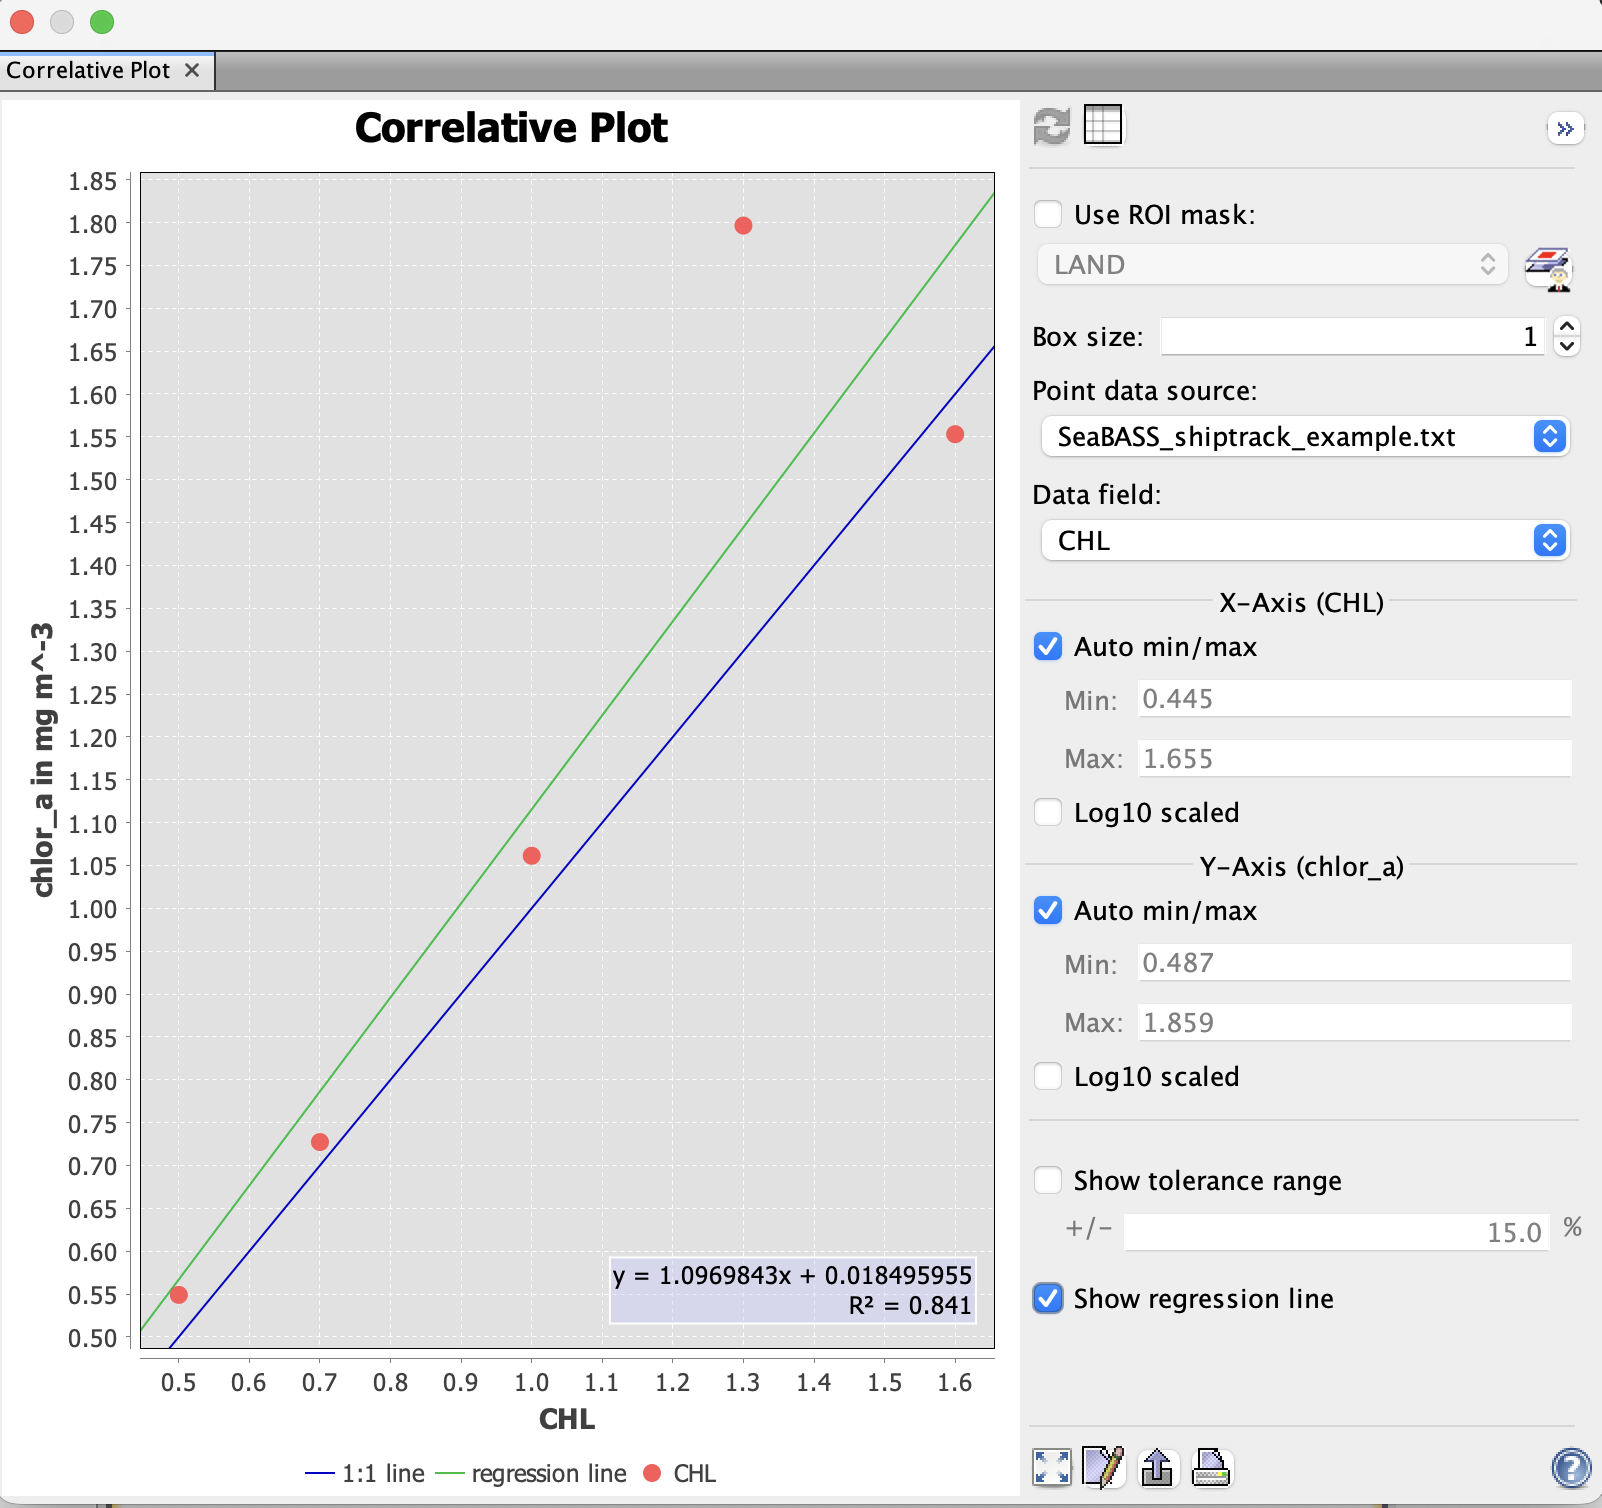 Correlative Plot
Correlative Plot
1.85
1.80
1.75
1.70
1.65
1.60
1.55
1.50
1.45
1.40
1.35
1.30
1.25
1.20
1.15
1.10
1.05
1.00
0.95
0.90
0.85
0.80
0.75
0.70
0.65
0.60
0.55
0.50
chlor_a in mg m^-3
y = 1.0969843x + 0.018495955
R² = 0.841
0.5 0.6 0.7 0.8 0.9 1.0 1.1 1.2 1.3 1.4 1.5 1.6
CHL
1:1 line regression line CHL
Use ROI mask:
LAND
Box size: 1
Point data source:
SeaBASS_shiptrack_example.txt
Data field:
CHL
X-Axis (CHL)
Auto min/max
Min: 0.445
Max: 1.655
Log10 scaled
Y-Axis (chlor_a)
Auto min/max
Min: 0.487
Max: 1.859
Log10 scaled
Show tolerance range
+/- 15.0 %
Show regression line